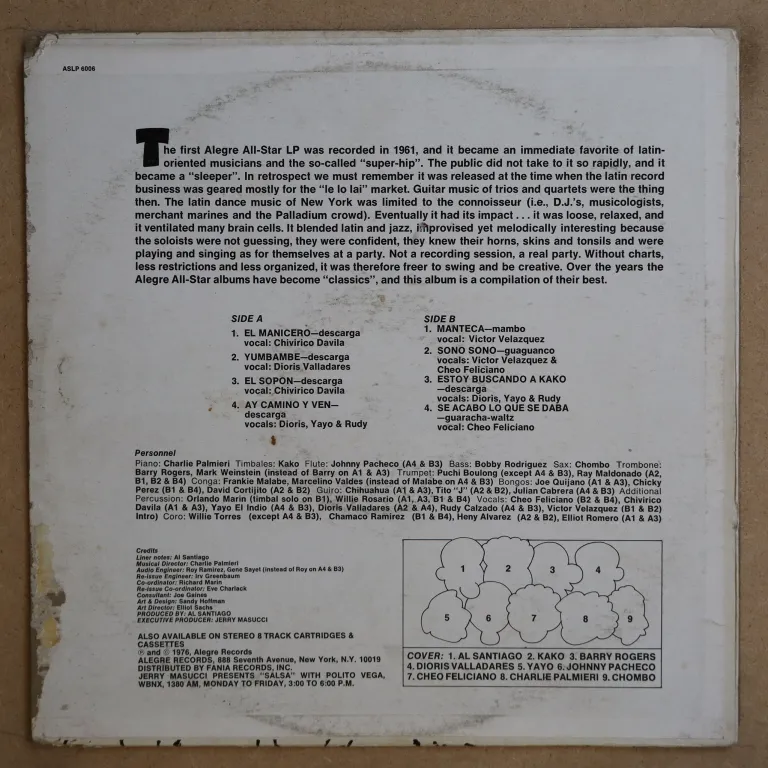 ASLP 6006
The first Alegre All-Star LP was recorded in 1961, and it became an immediate favorite of latin-
oriented musicians and the so-called "super-hip". The public did not take to it so rapidly, and it
became a "sleeper". In retrospect we must remember it was released at the time when the latin record
business was geared mostly for the "le lo lai" market. Guitar music of trios and quartets were the thing
then. The latin dance music of New York was limited to the connoisseur (i.e., D.J.'s, musicologists,
merchant marines and the Palladium crowd). Eventually it had its impact . . . it was loose, relaxed, and
it ventilated many brain cells. It blended latin and jazz, improvised yet melodically interesting because
the soloists were not guessing, they were confident, they knew their horns, skins and tonsils and were
playing and singing as for themselves at a party. Not a recording session, a real party. Without charts,
less restrictions and less organized, it was therefore freer to swing and be creative. Over the years the
Alegre All-Star albums have become "classics", and this album is a compilation of their best.
SIDE A
1. EL MANICERO—descarga
vocal: Chivirico Davila
2. YUMBAMBE—descarga
vocal: Dioris Valladares
3. EL SOPON—descarga
vocal: Chivirico Davila
4. AY CAMINO Y VEN—
descarga
vocals: Dioris, Yayo & Rudy
SIDE B
1. MANTECA—mambo
vocal: Victor Velazquez
2. SONO SONO—guaguanco
vocals: Victor Velazquez &
Cheo Feliciano
3. ESTOY BUSCANDO A KAKO
—descarga
vocals: Dioris, Yayo & Rudy
4. SE ACABO LO QUE SE DABA
—guaracha-waltz
vocal: Cheo Feliciano
Personnel
Piano: Charlie Palmieri Timbales: Kako Flute: Johnny Pacheco (A4 & B3) Bass: Bobby Rodriguez Sax: Chombo Trombone:
Barry Rogers, Mark Weinstein (instead of Barry on A1 & A3) Trumpet: Puchi Boulong (except A4 & B3), Ray Maldonado (A2,
B1, B2 & B4) Conga: Frankie Malabe, Marcelino Valdes (instead of Malabe on A4 & B3) Bongos: Joe Quijano (A1 & A3), Chicky
Perez (B1 & B4), David Cortijto (A2 & B2) Guiro: Chihuahua (A1 & A3), Tito "J" (A2 & B2), Julian Cabrera (A4 & B3) Additional
Percussion: Orlando Marin (timbal solo on B1), Willie Rosario (A1, A3, B1 & B4) Vocals: Cheo Feliciano (B2 & B4), Chivirico
Davila (A1 & A3), Yayo El Indio (A4 & B3), Dioris Valladares (A2 & A4), Rudy Calzado (A4 & B3), Victor Velazquez (B1 & B2)
Intro) Coro: Willie Torres (except A4 & B3), Chamaco Ramirez (B1 & B4), Heny Alvarez (A2 & B2), Elliot Romero (A1 & A3)
Credits
Liner notes: Al Santiago
Musical Director: Charlie Palmieri
Audio Engineer: Roy Ramirez, Gene Sayet (instead of Roy on A4 & B3)
Re-issue Engineer: Irv Greenbaum
Co-ordinator: Richard Marin
Re-issue Co-ordinator: Eve Charlack
Consultant: Joe Gaines
Art & Design: Sandy Hoffman
Art Director: Elliot Sachs
PRODUCED BY: AL SANTIAGO
EXECUTIVE PRODUCER: JERRY MASUCCI
ALSO AVAILABLE ON STEREO 8 TRACK CARTRIDGES &
CASSETTES
℗ and © 1976, Alegre Records
ALEGRE RECORDS, 888 Seventh Avenue, New York, N.Y. 10019
DISTRIBUTED BY FANIA RECORDS, INC.
JERRY MASUCCI PRESENTS "SALSA" WITH POLITO VEGA,
WBNX, 1380 AM, MONDAY TO FRIDAY, 3:00 TO 6:00 P.M.
1 2 3 4
5 6 7 8 9
COVER: 1. AL SANTIAGO 2. KAKO 3. BARRY ROGERS
4. DIORIS VALLADARES 5. YAYO 6. JOHNNY PACHECO
7. CHEO FELICIANO 8. CHARLIE PALMIERI 9. CHOMBO